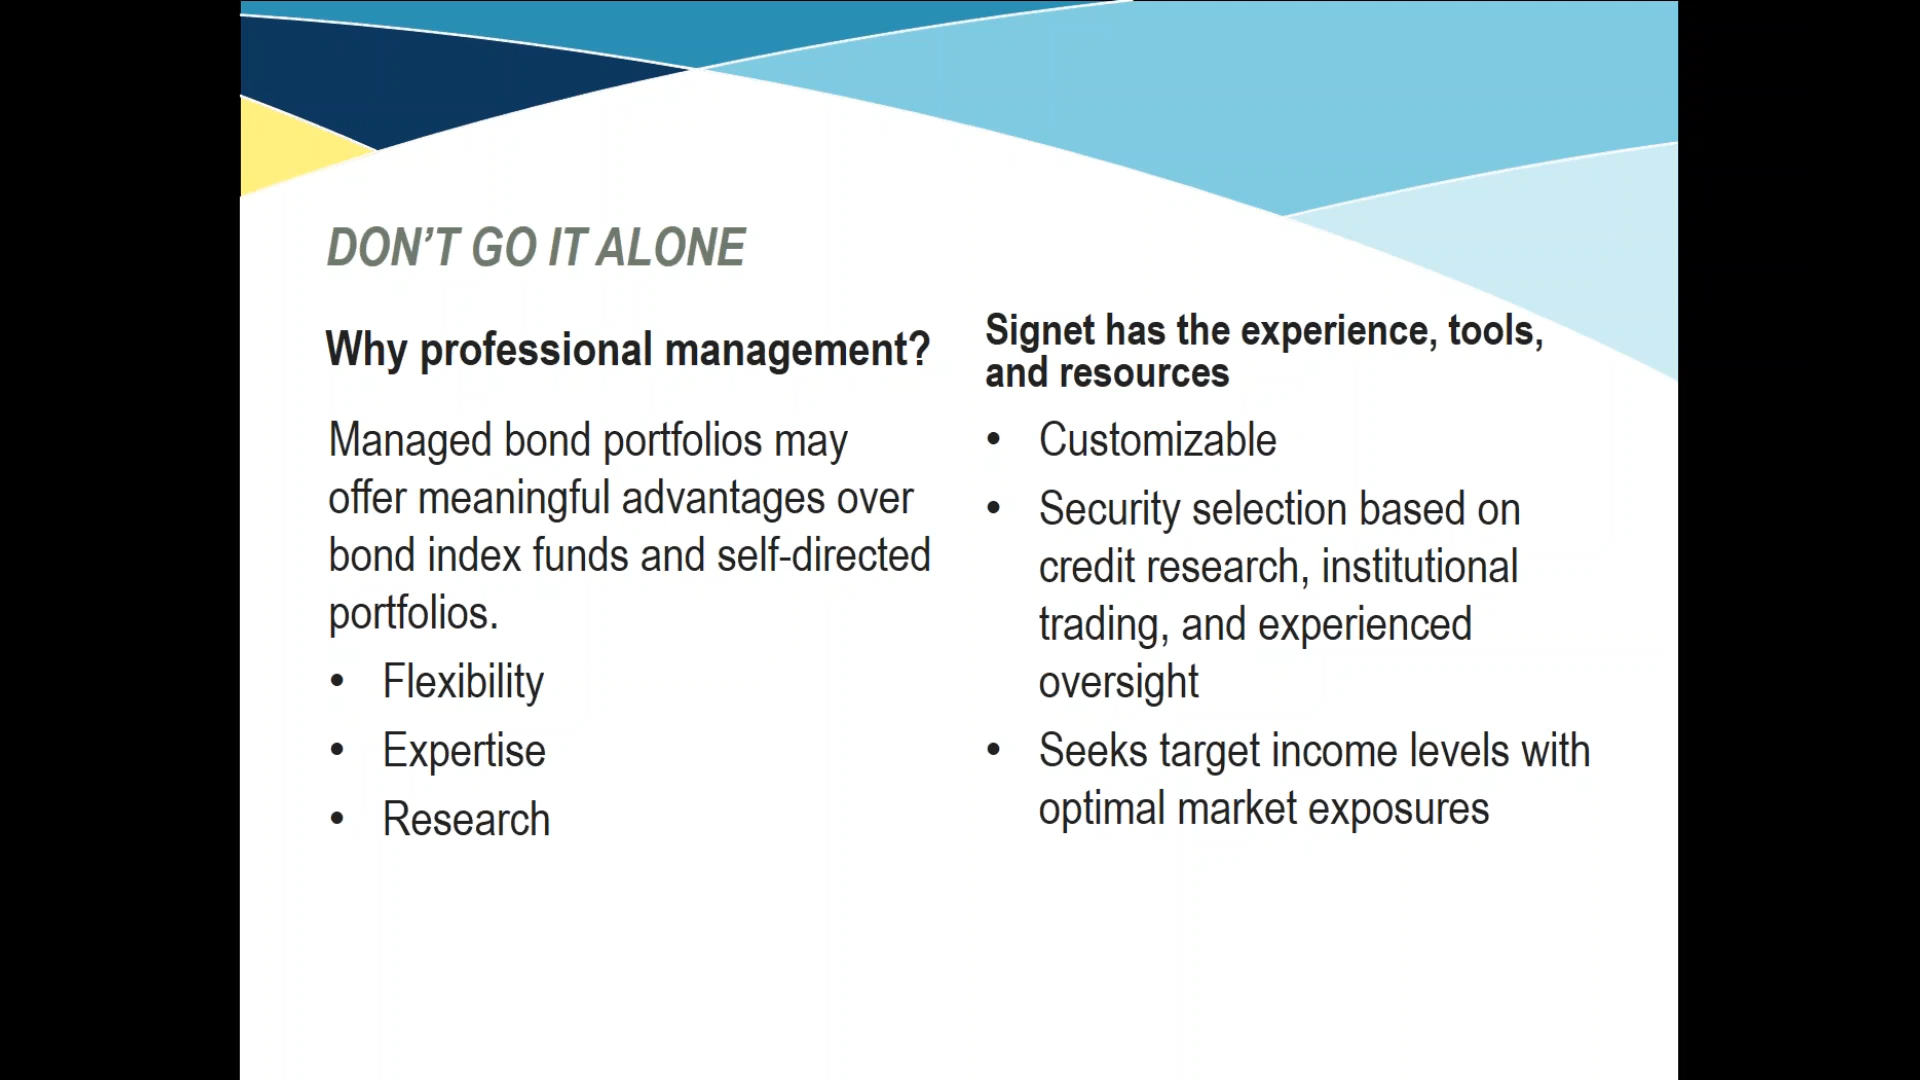 DON’T GO IT ALONE
Why professional management?
Managed bond portfolios may
offer meaningful advantages over
bond index funds and self-directed
portfolios.
• Flexibility
• Expertise
• Research
Signet has the experience, tools,
and resources
• Customizable
• Security selection based on
credit research, institutional
trading, and experienced
oversight
• Seeks target income levels with
optimal market exposures